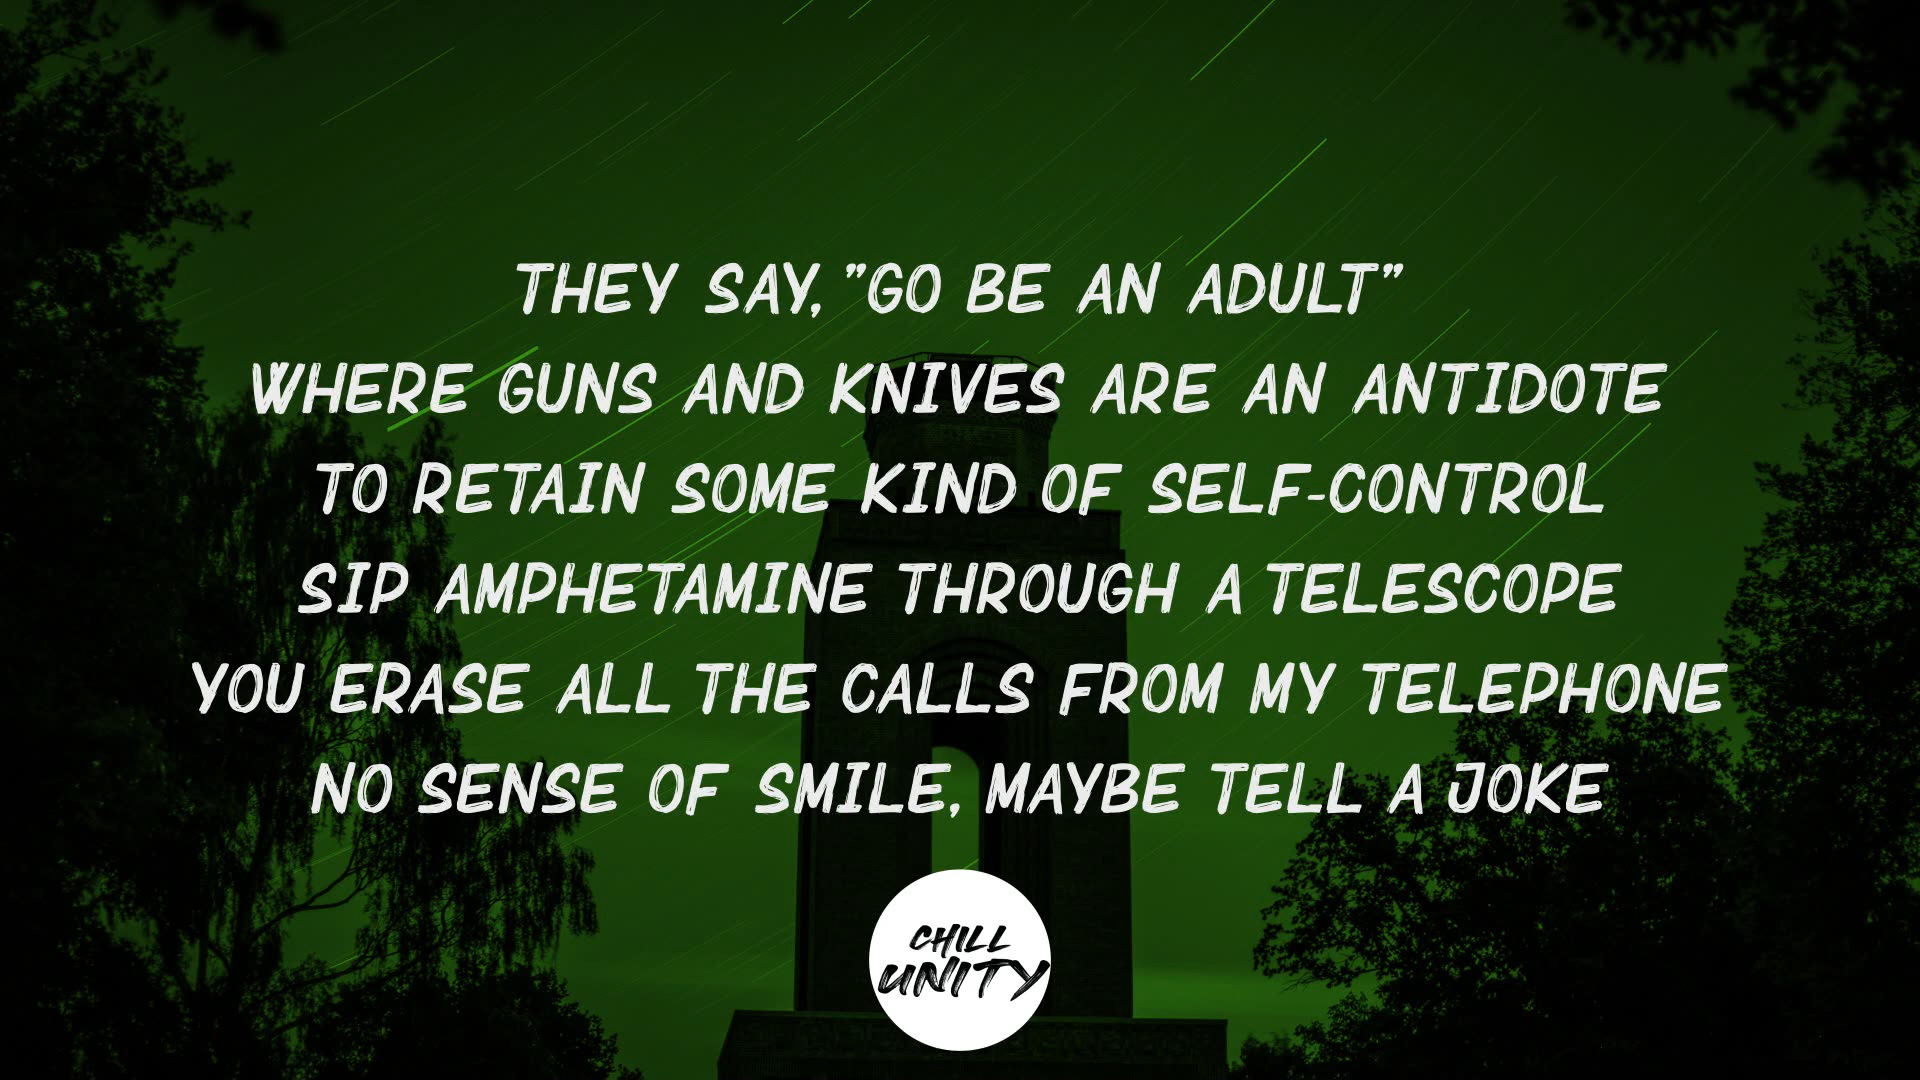 THEY SAY, "GO BE AN ADULT"
WHERE GUNS AND KNIVES ARE AN ANTIDOTE
TO RETAIN SOME KIND OF SELF-CONTROL
SIP AMPHETAMINE THROUGH A TELESCOPE
YOU ERASE ALL THE CALLS FROM MY TELEPHONE
NO SENSE OF SMILE, MAYBE TELL A JOKE
CHILL
UNITY